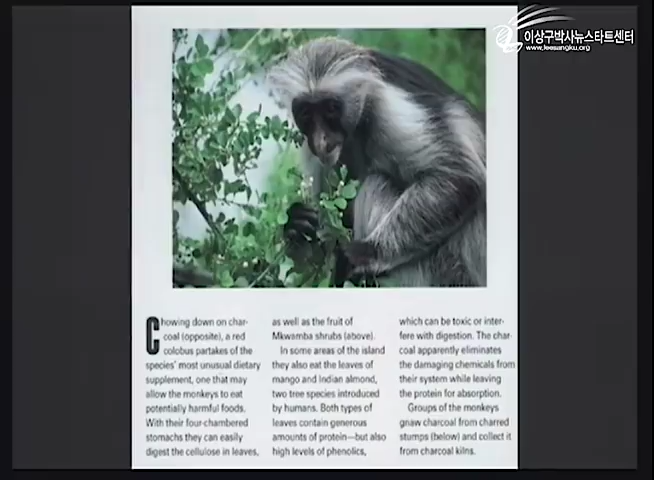 이상구박사뉴스타트센터
www.leesangku.org
Chowing down on char-
coal (opposite), a red
colobus partakes of the
species' most unusual dietary
supplement, one that may
allow the monkeys to eat
potentially harmful foods.
With their four-chambered
stomachs they can easily
digest the cellulose in leaves,
as well as the fruit of
Mkwamba shrubs (above).
In some areas of the island
they also eat the leaves of
mango and Indian almond,
two tree species introduced
by humans. Both types of
leaves contain generous
amounts of protein—but also
high levels of phenolics,
which can be toxic or inter-
fere with digestion. The char-
coal apparently eliminates
the damaging chemicals from
their system while leaving
the protein for absorption.
Groups of the monkeys
gnaw charcoal from charred
stumps (below) and collect it
from charcoal kilns.